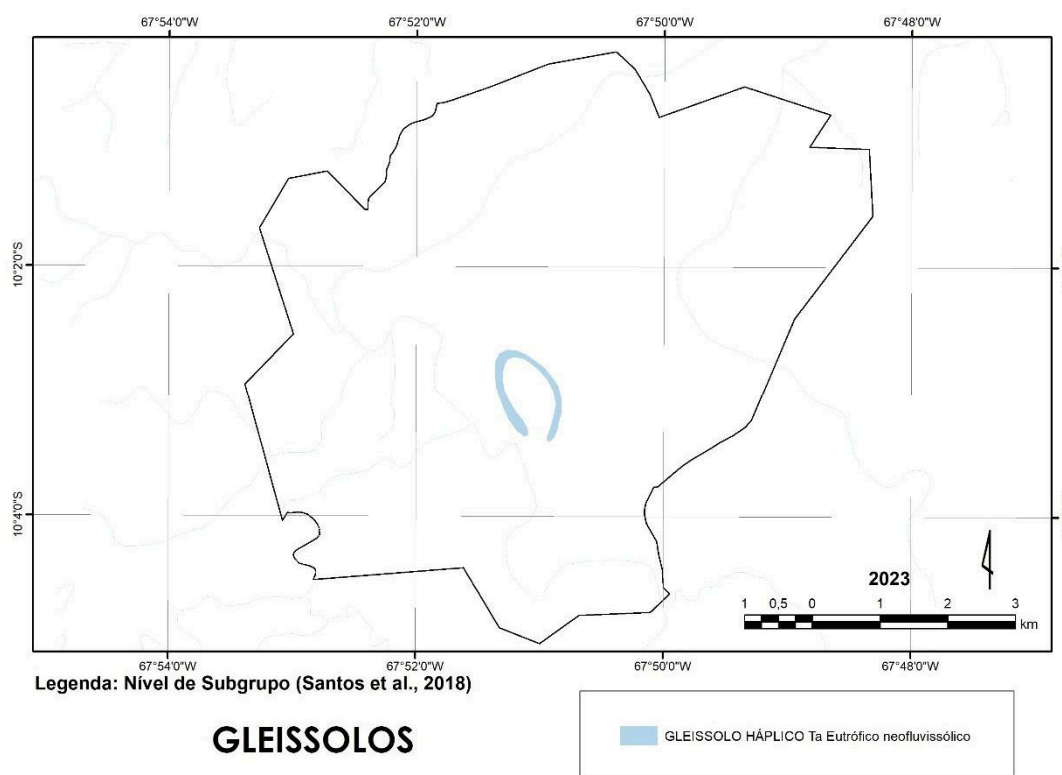 67°54'0"W 67°52'0"W 67°50'0"W 67°48'0"W
10°2'0"S
10°4'0"S
2023
1 0,5 0 1 2 3
km
67°54'0"W 67°52'0"W 67°50'0"W 67°48'0"W
Legenda: Nível de Subgrupo (Santos et al., 2018)
GLEISSOLOS
GLEISSOLO HÁPLICO Ta Eutrófico neofluvissólico